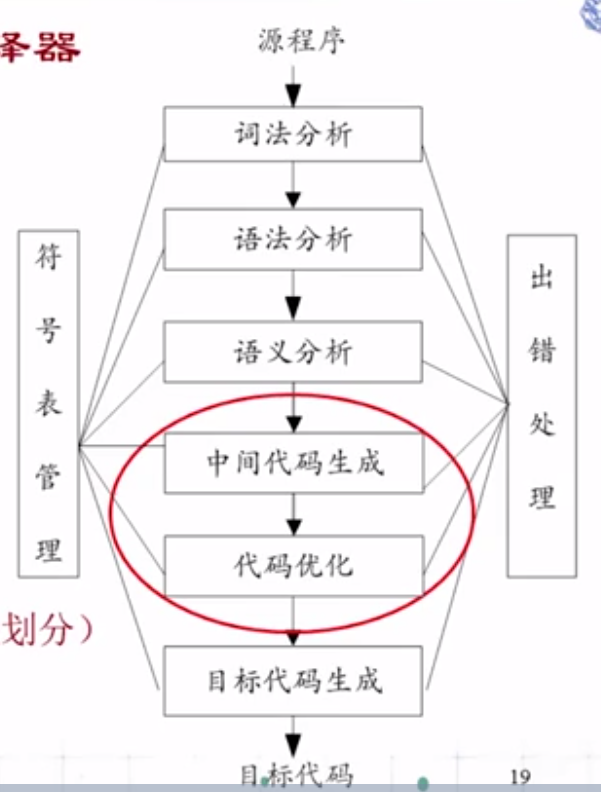 译器
源程序
词法分析
语法分析
语义分析
中间代码生成
代码优化
目标代码生成
目标代码
符号表管理
出错处理
划分）
19